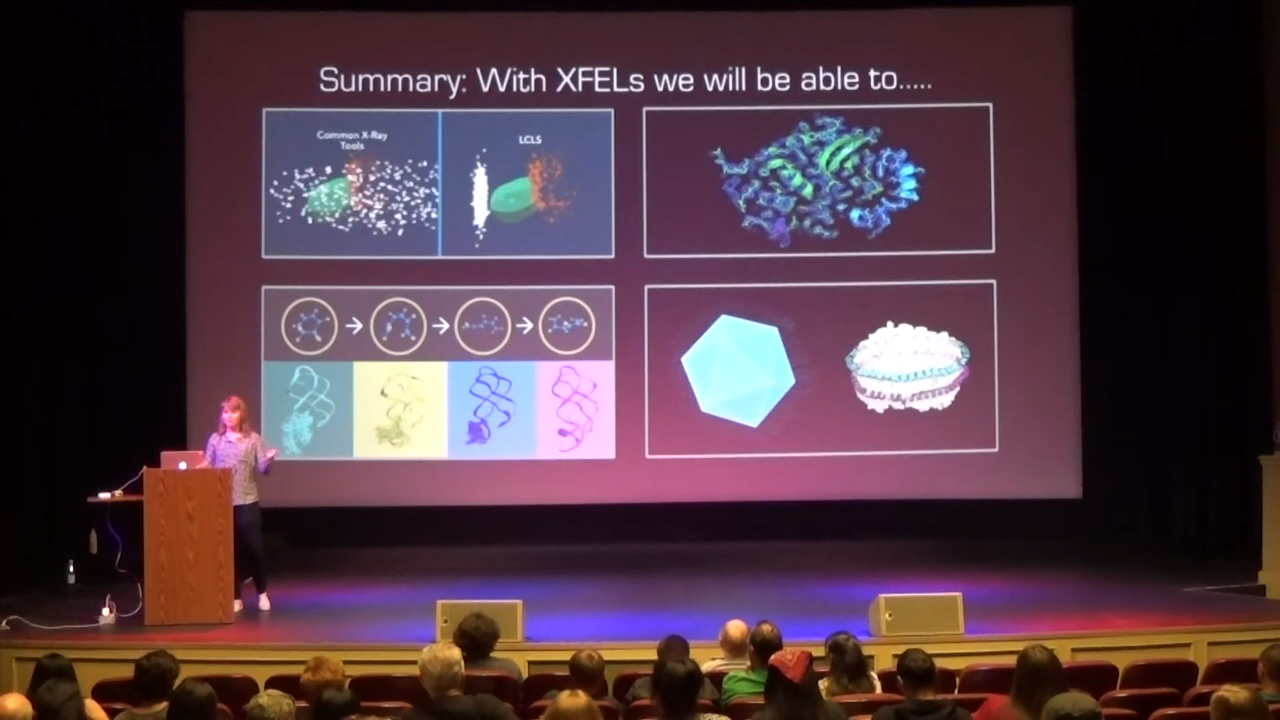 Summary: With XFELs we will be able to.....
Common X-Ray
Tools
LCLS